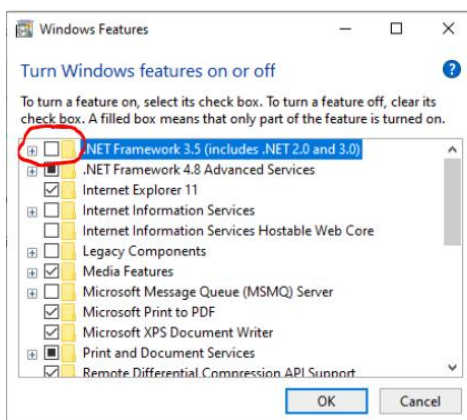 Windows Features
Turn Windows features on or off
To turn a feature on, select its check box. To turn a feature off, clear its
check box. A filled box means that only part of the feature is turned on.
.NET Framework 3.5 (includes .NET 2.0 and 3.0)
.NET Framework 4.8 Advanced Services
Internet Explorer 11
Internet Information Services
Internet Information Services Hostable Web Core
Legacy Components
Media Features
Microsoft Message Queue (MSMQ) Server
Microsoft Print to PDF
Microsoft XPS Document Writer
Print and Document Services
Remote Differential Compression API Support
OK Cancel